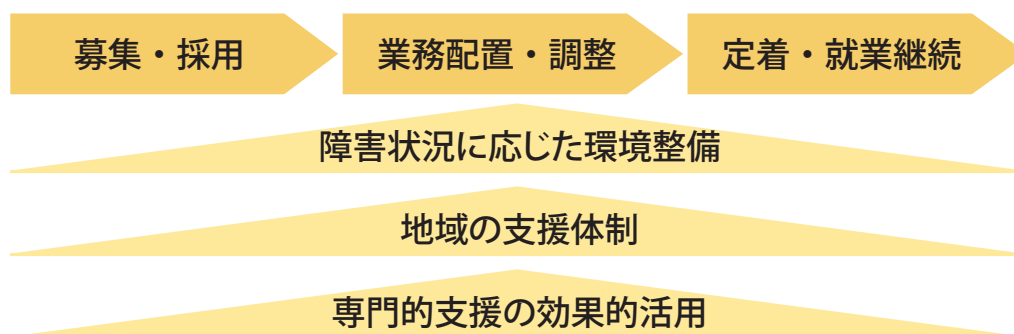 募集・採用
業務配置・調整
定着・就業継続
障害状況に応じた環境整備
地域の支援体制
専門的支援の効果的活用